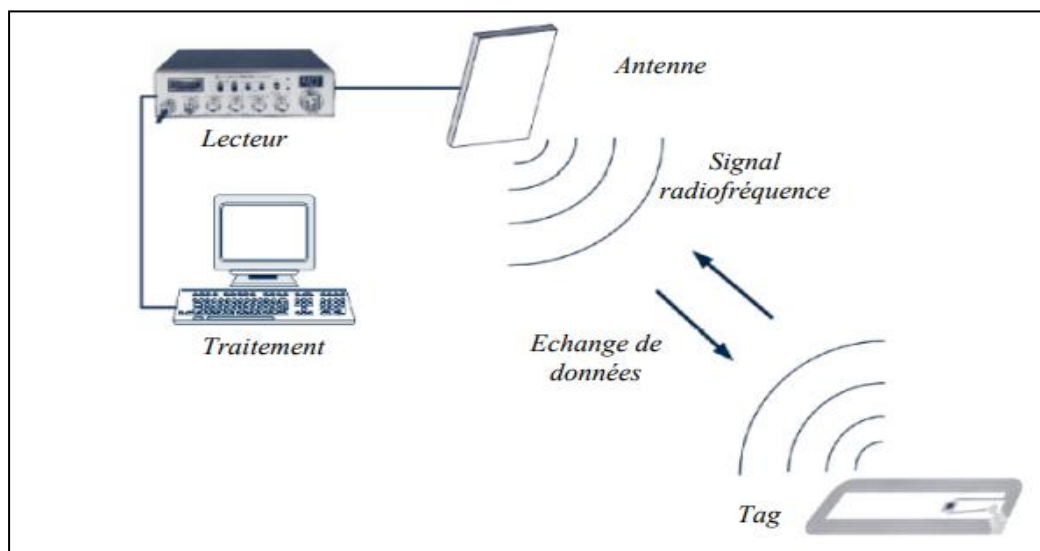 Antenne
Lecteur
Signal
radiofréquence
Traitement
Echange de
données
Tag